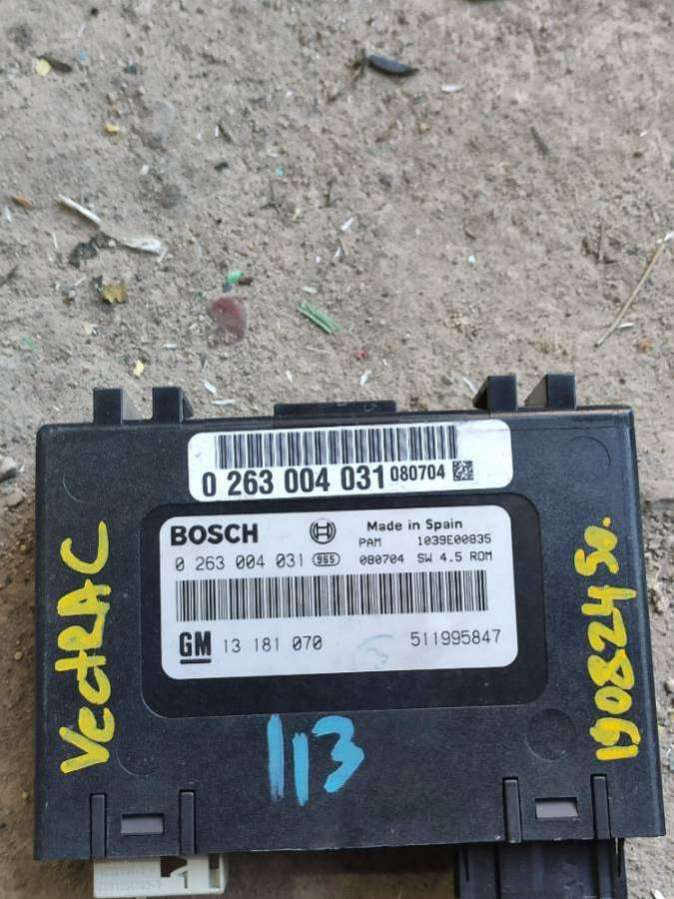 0 263 004 031 080704
BOSCH Made in Spain
PAM 1039E00835
0 263 004 031 965 080704 SW 4.5 ROM
GM 13 181 070 511995847
VectRA C
190824 So.
113